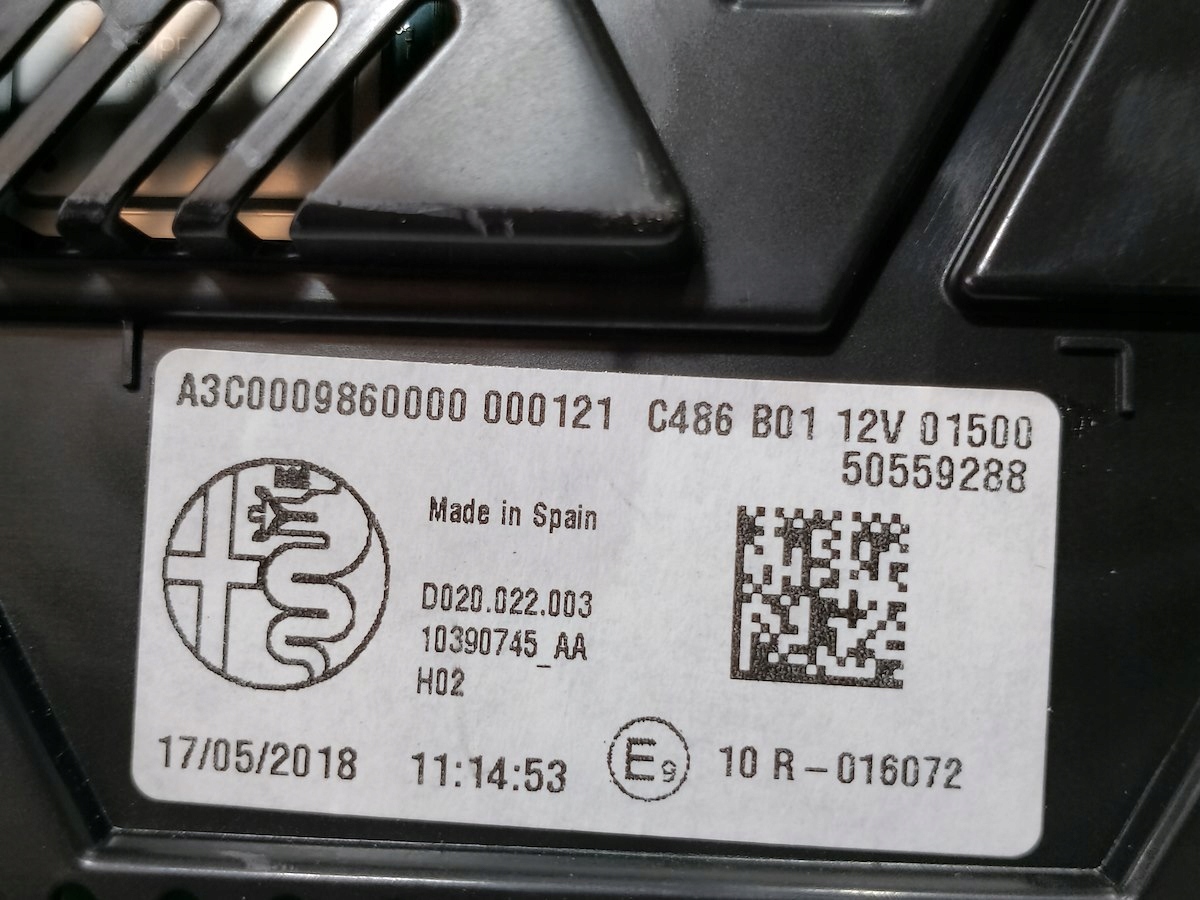 A3C0009860000 000121 C486 B01 12V 01500
50559288
Made in Spain
D020.022.003
10390745_AA
H02
17/05/2018 11:14:53 E9 10 R-016072